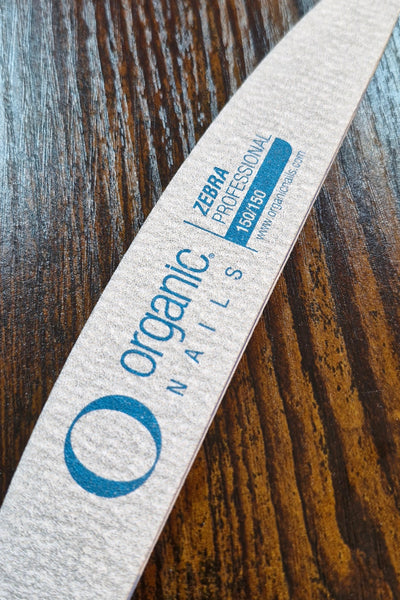 O
organic®
NAILS
ZEBRA
PROFESSIONAL
150/150
www.organicnails.com